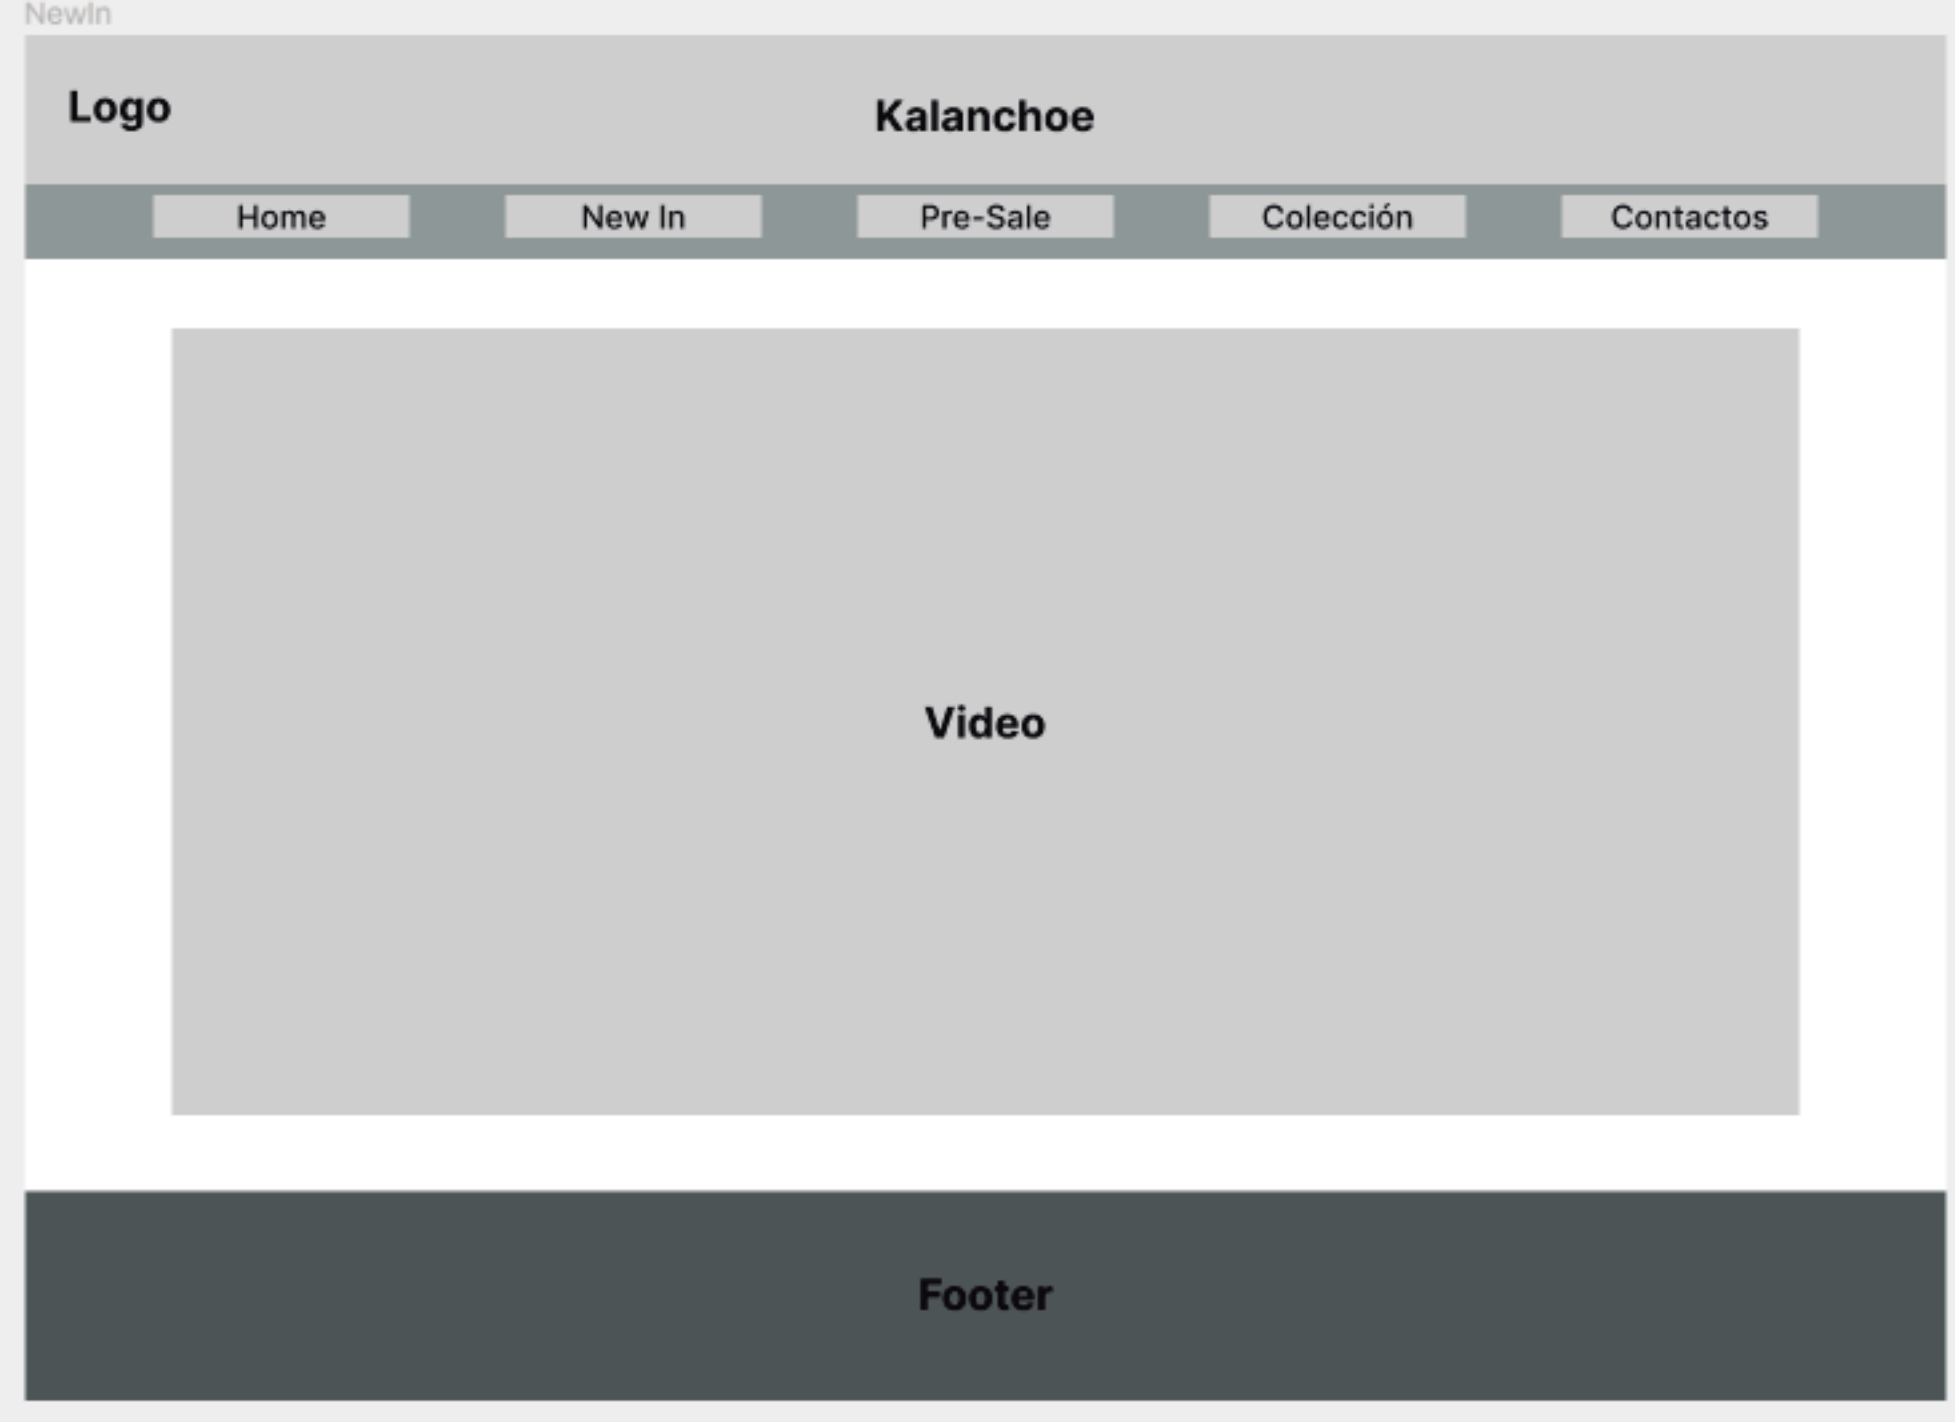 NewIn
Logo
Kalanchoe
Home
New In
Pre-Sale
Colección
Contactos
Video
Footer